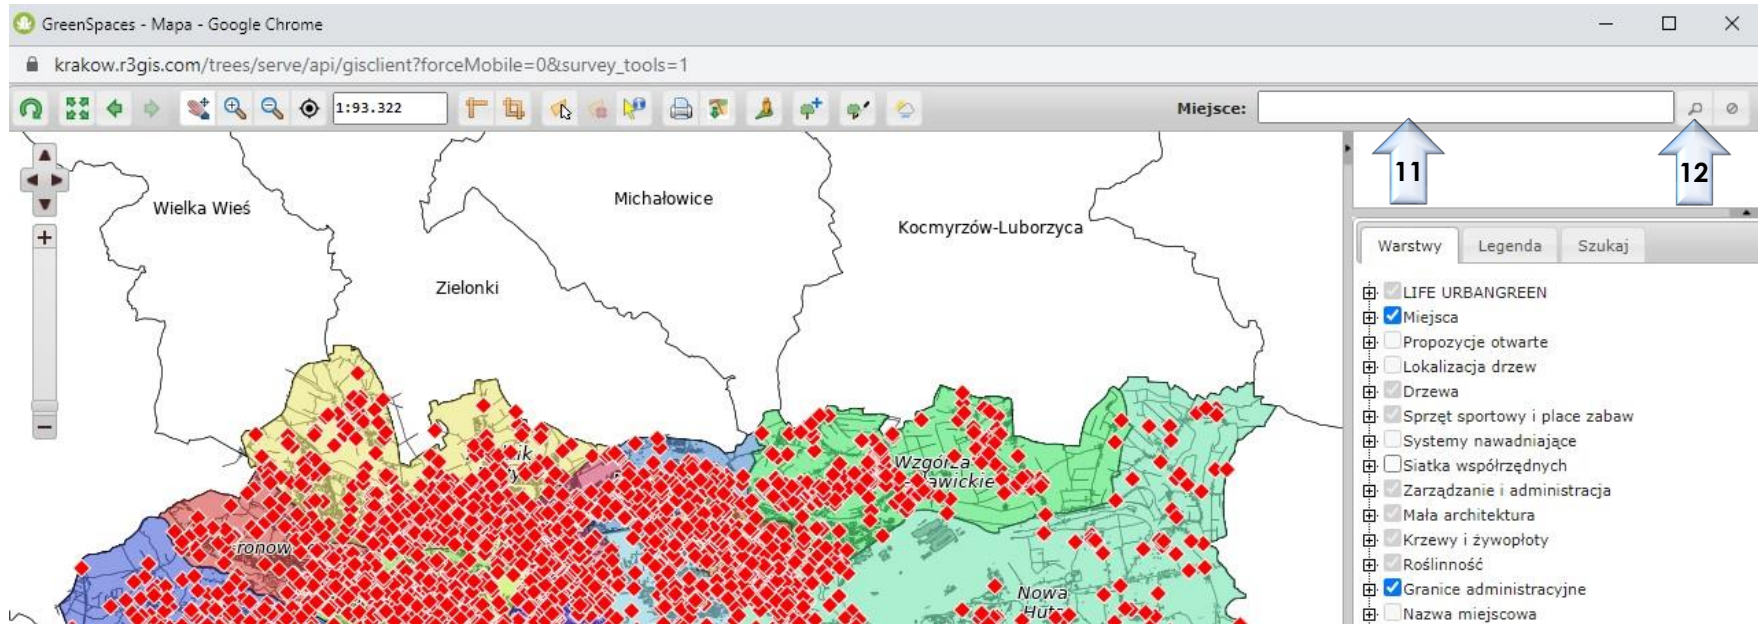 GreenSpaces - Mapa - Google Chrome
krakow.r3gis.com/trees/serve/api/gisclient?forceMobile=0&survey_tools=1
1:93.322
Miejsce:
11
12
Wielka Wieś
Michałowice
Kocmyrzów-Luborzyca
Zielonki
Warstwy Legenda Szukaj
LIFE URBANGREEN
Miejsca
Propozycje otwarte
Lokalizacja drzew
Drzewa
Sprzęt sportowy i place zabaw
Systemy nawadniające
Siatka współrzędnych
Zarządzanie i administracja
Mała architektura
Krzewy i żywopłoty
Roślinność
Granice administracyjne
Nazwa miejscowa
Nowa